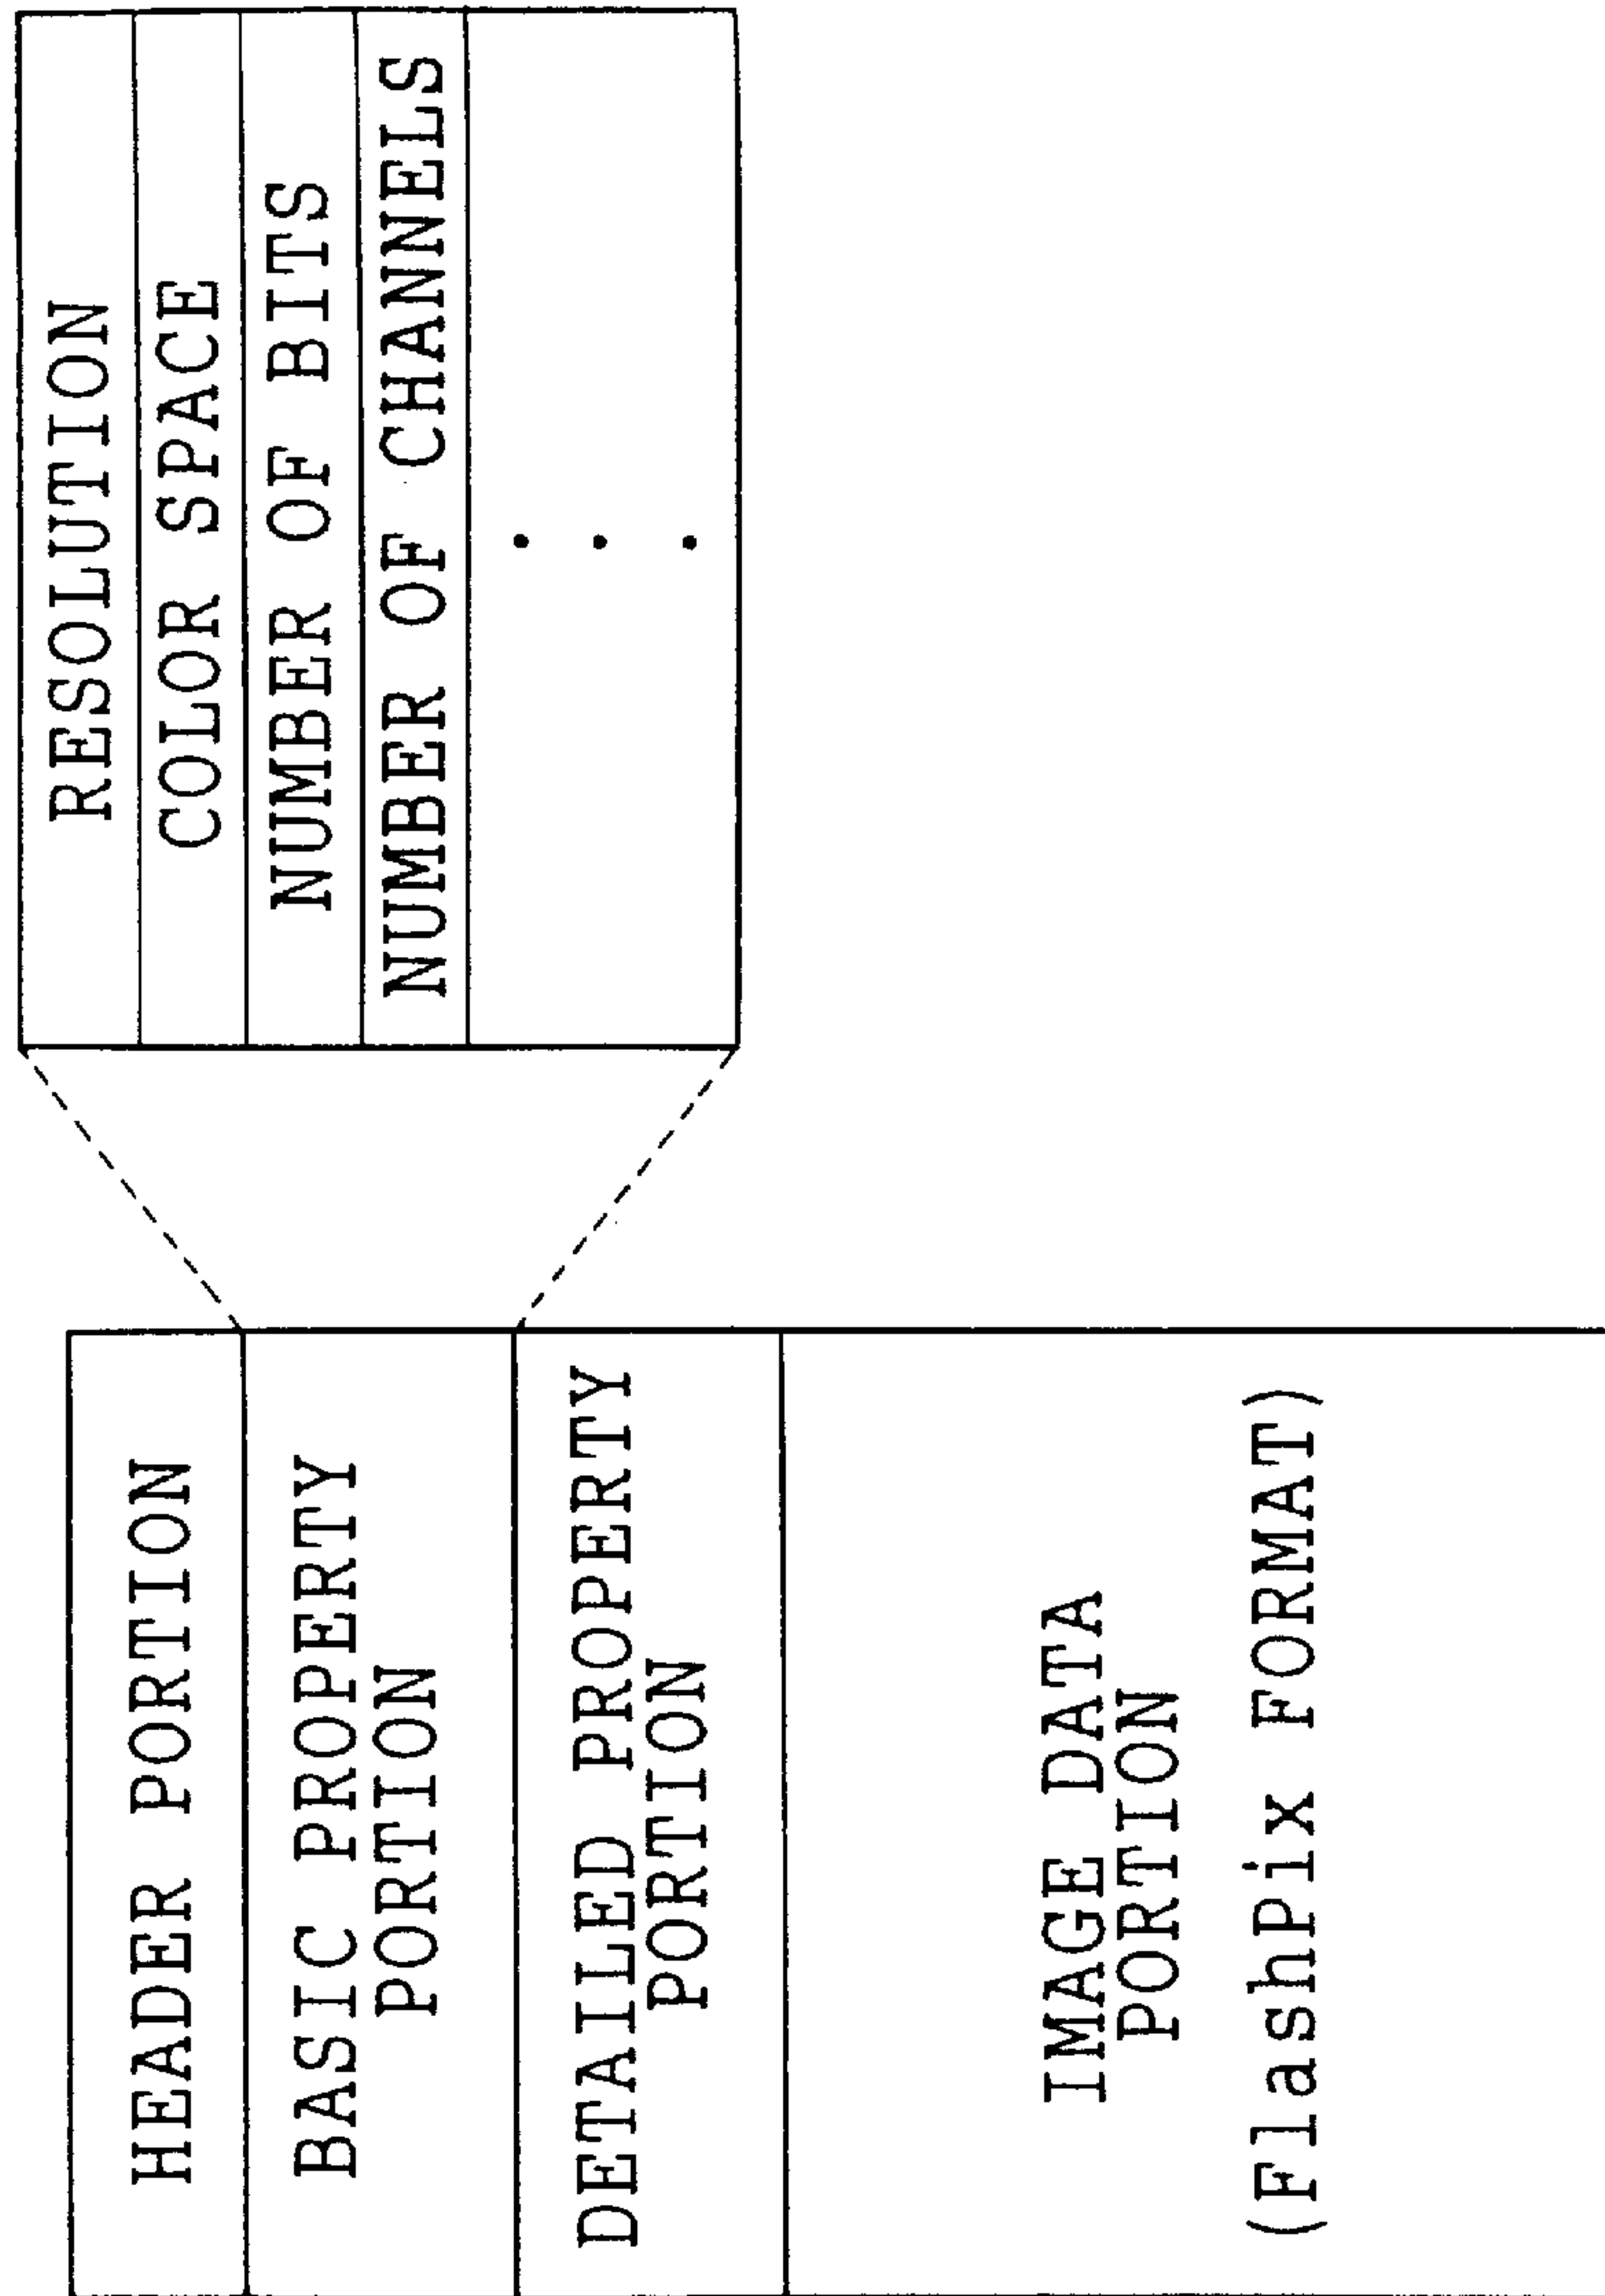 HEADER PORTION
BASIC PROPERTY
PORTION
DETAILED PROPERTY
PORTION
IMAGE DATA
PORTION
(FlashPix FORMAT)
RESOLUTION
COLOR SPACE
NUMBER OF BITS
NUMBER OF CHANNELS